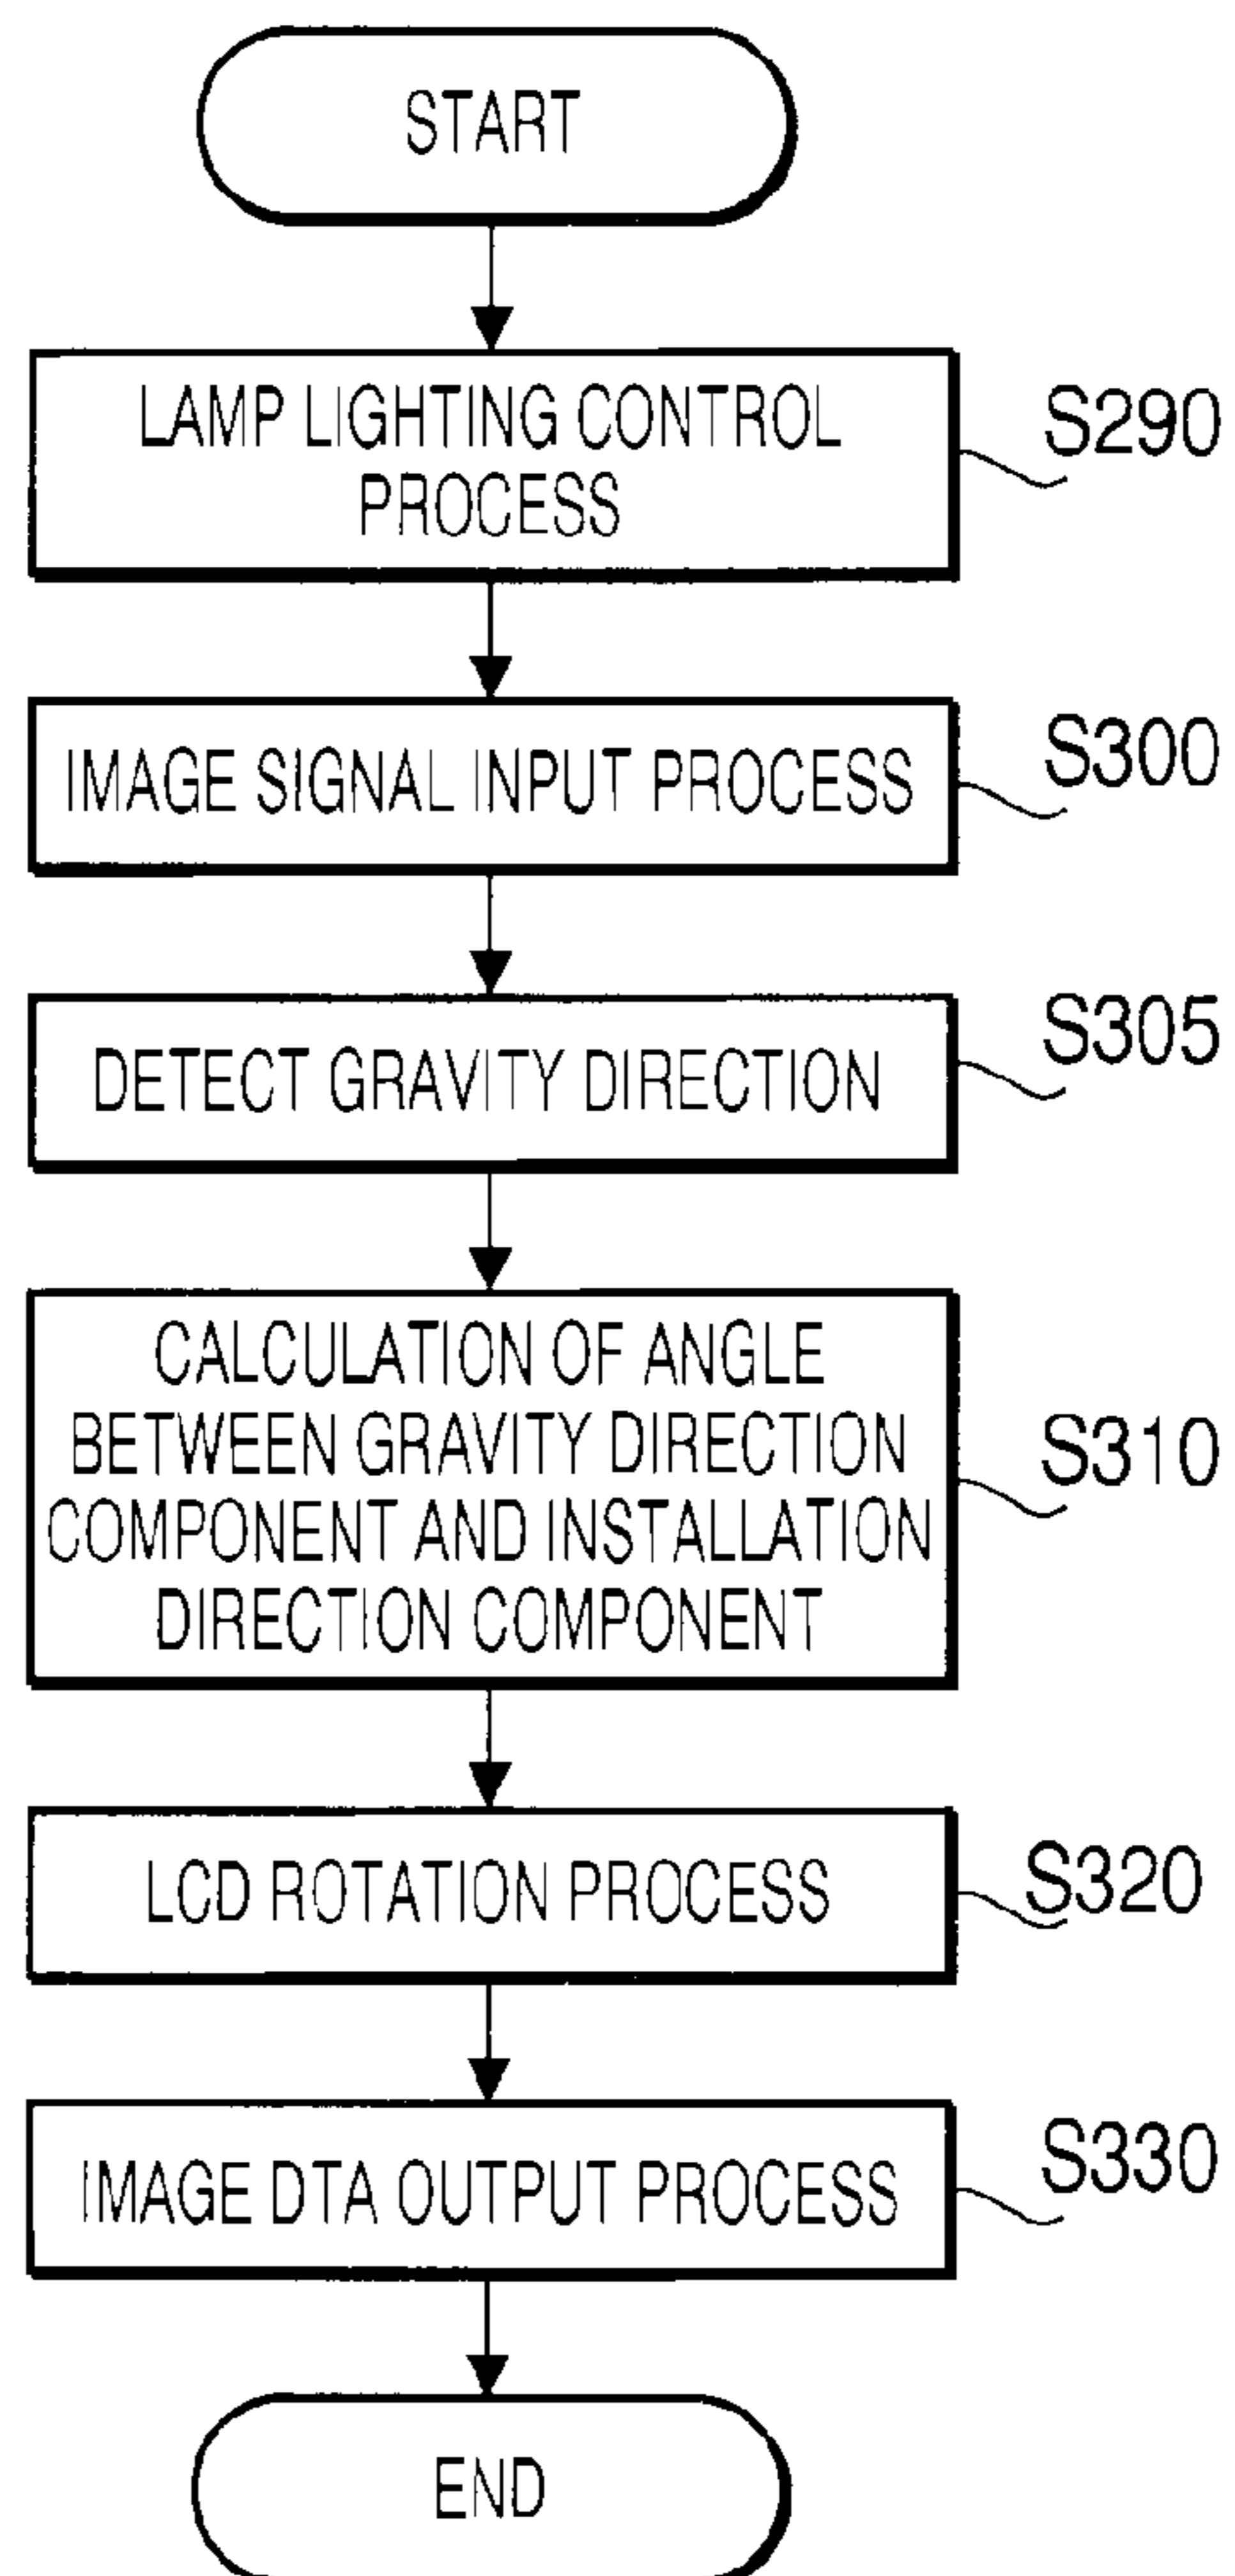 START
LAMP LIGHTING CONTROL
PROCESS
S290
IMAGE SIGNAL INPUT PROCESS
S300
DETECT GRAVITY DIRECTION
S305
CALCULATION OF ANGLE
BETWEEN GRAVITY DIRECTION
COMPONENT AND INSTALLATION
DIRECTION COMPONENT
S310
LCD ROTATION PROCESS
S320
IMAGE DTA OUTPUT PROCESS
S330
END